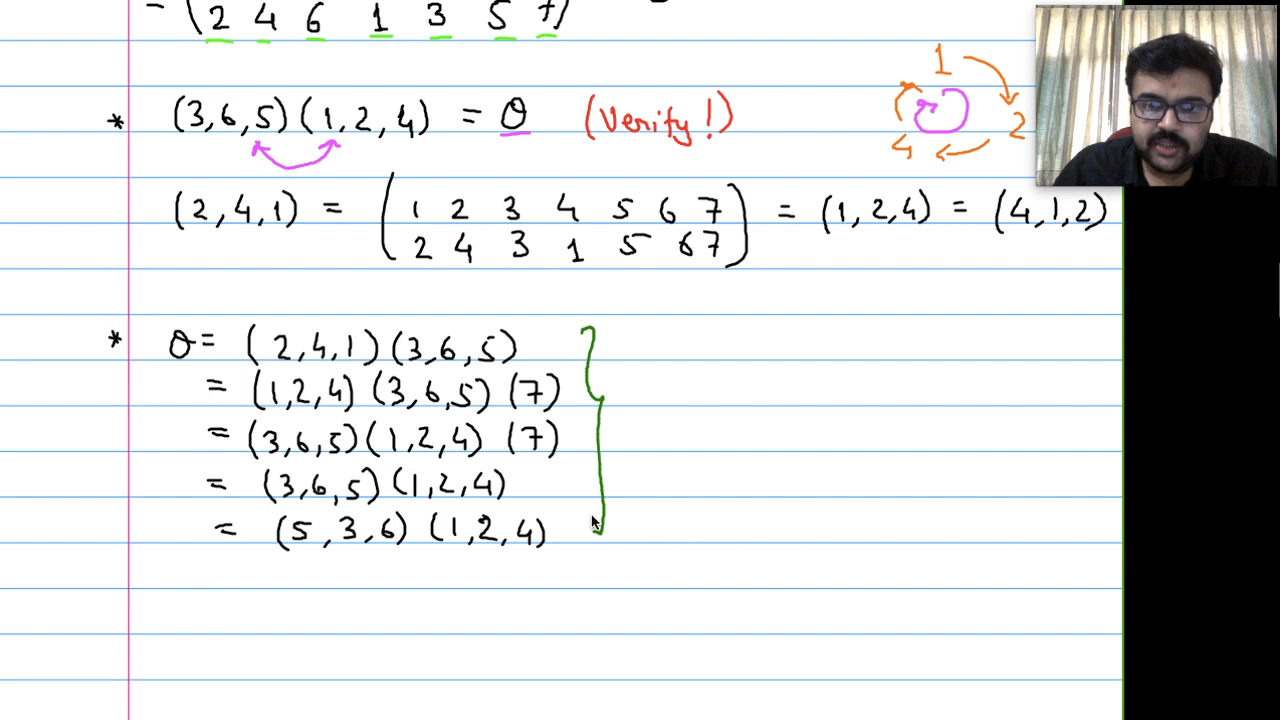 = (2 4 6 1 3 5 7)
* (3,6,5)(1,2,4) = θ (Verify!)
1
2
4
(2,4,1) = (1 2 3 4 5 6 7 = (1,2,4) = (4,1,2)
2 4 3 1 5 6 7)
* θ = (2,4,1)(3,6,5)
= (1,2,4) (3,6,5) (7)
= (3,6,5)(1,2,4) (7)
= (3,6,5)(1,2,4)
= (5,3,6) (1,2,4)